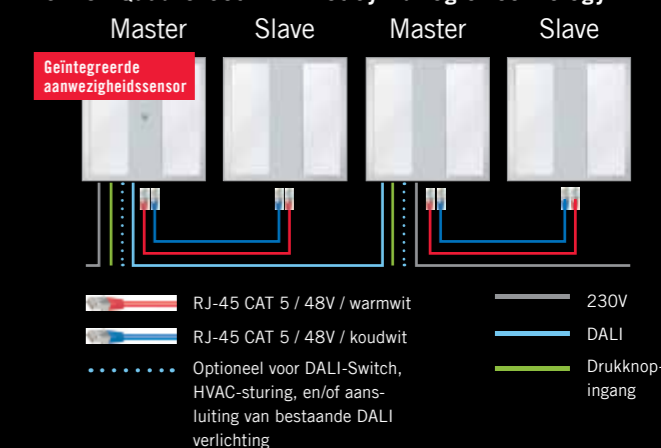 Master Slave Master Slave
Geïntegreerde
aanwezigheidssensor
RJ-45 CAT 5 / 48V / warmwit
RJ-45 CAT 5 / 48V / koudwit
Optioneel voor DALI-Switch,
HVAC-sturing, en/of aans-
luiting van bestaande DALI
verlichting
230V
DALI
Drukknop-
ingang